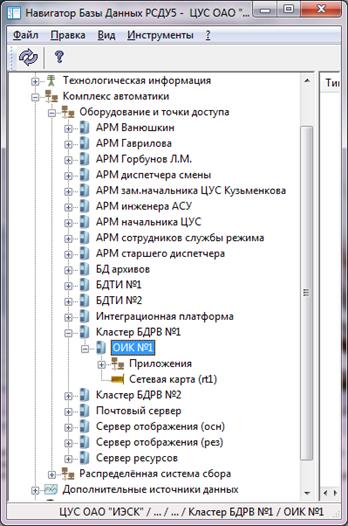 Навигатор Базы Данных РСДУ5 - ЦУС ОАО "...
Файл Правка Вид Инструменты ?
?
Технологическая информация
Ти
Комплекс автоматики
Оборудование и точки доступа
АРМ Ванюшкин
АРМ Гаврилова
АРМ Горбунов Л.М.
АРМ диспетчера смены
АРМ зам.начальника ЦУС Кузьменкова
АРМ инженера АСУ
АРМ начальника ЦУС
АРМ сотрудников службы режима
АРМ старшего диспетчера
БД архивов
БДТИ №1
БДТИ №2
Интеграционная платформа
Кластер БДРВ №1
ОИК №1
Приложения
Сетевая карта (rt1)
Кластер БДРВ №2
Почтовый сервер
Сервер отображения (осн)
Сервер отображения (рез)
Сервер ресурсов
Распределённая система сбора
Дополнительные источники данных
ЦУС ОАО "ИЭСК" / ... / ... / Кластер БДРВ №1 / ОИК №1